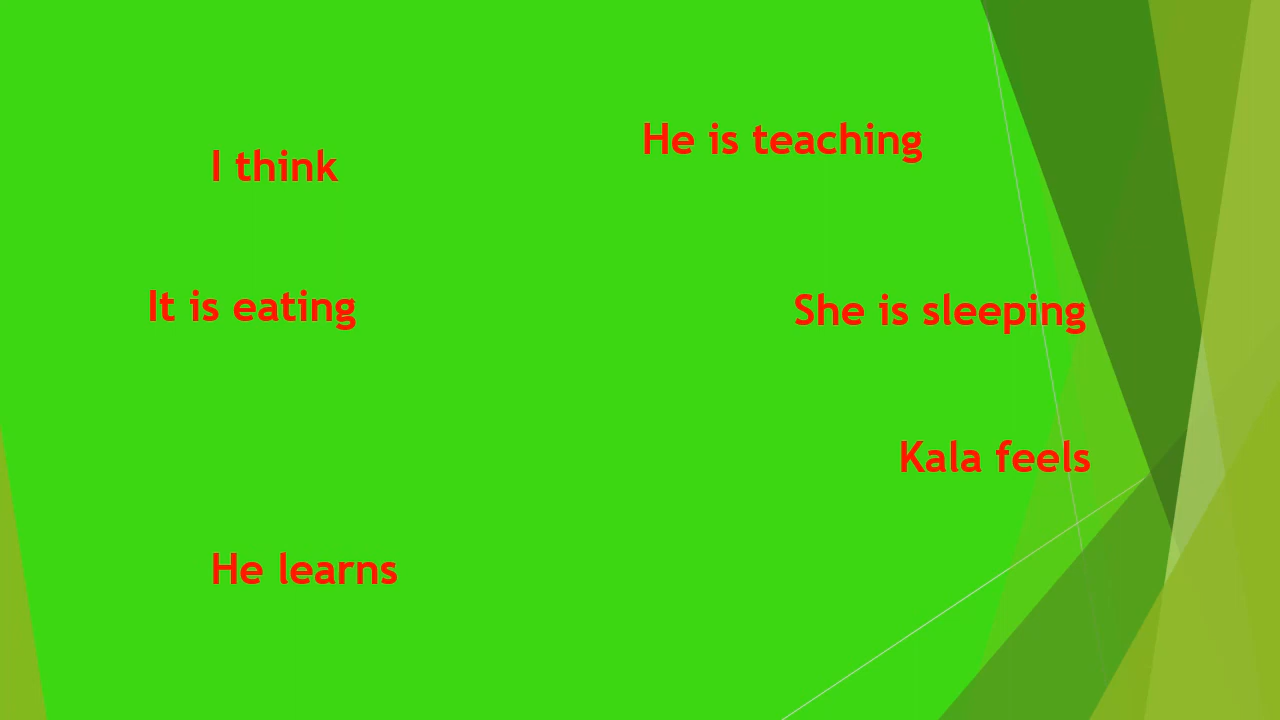 I think
He is teaching
It is eating
She is sleeping
Kala feels
He learns